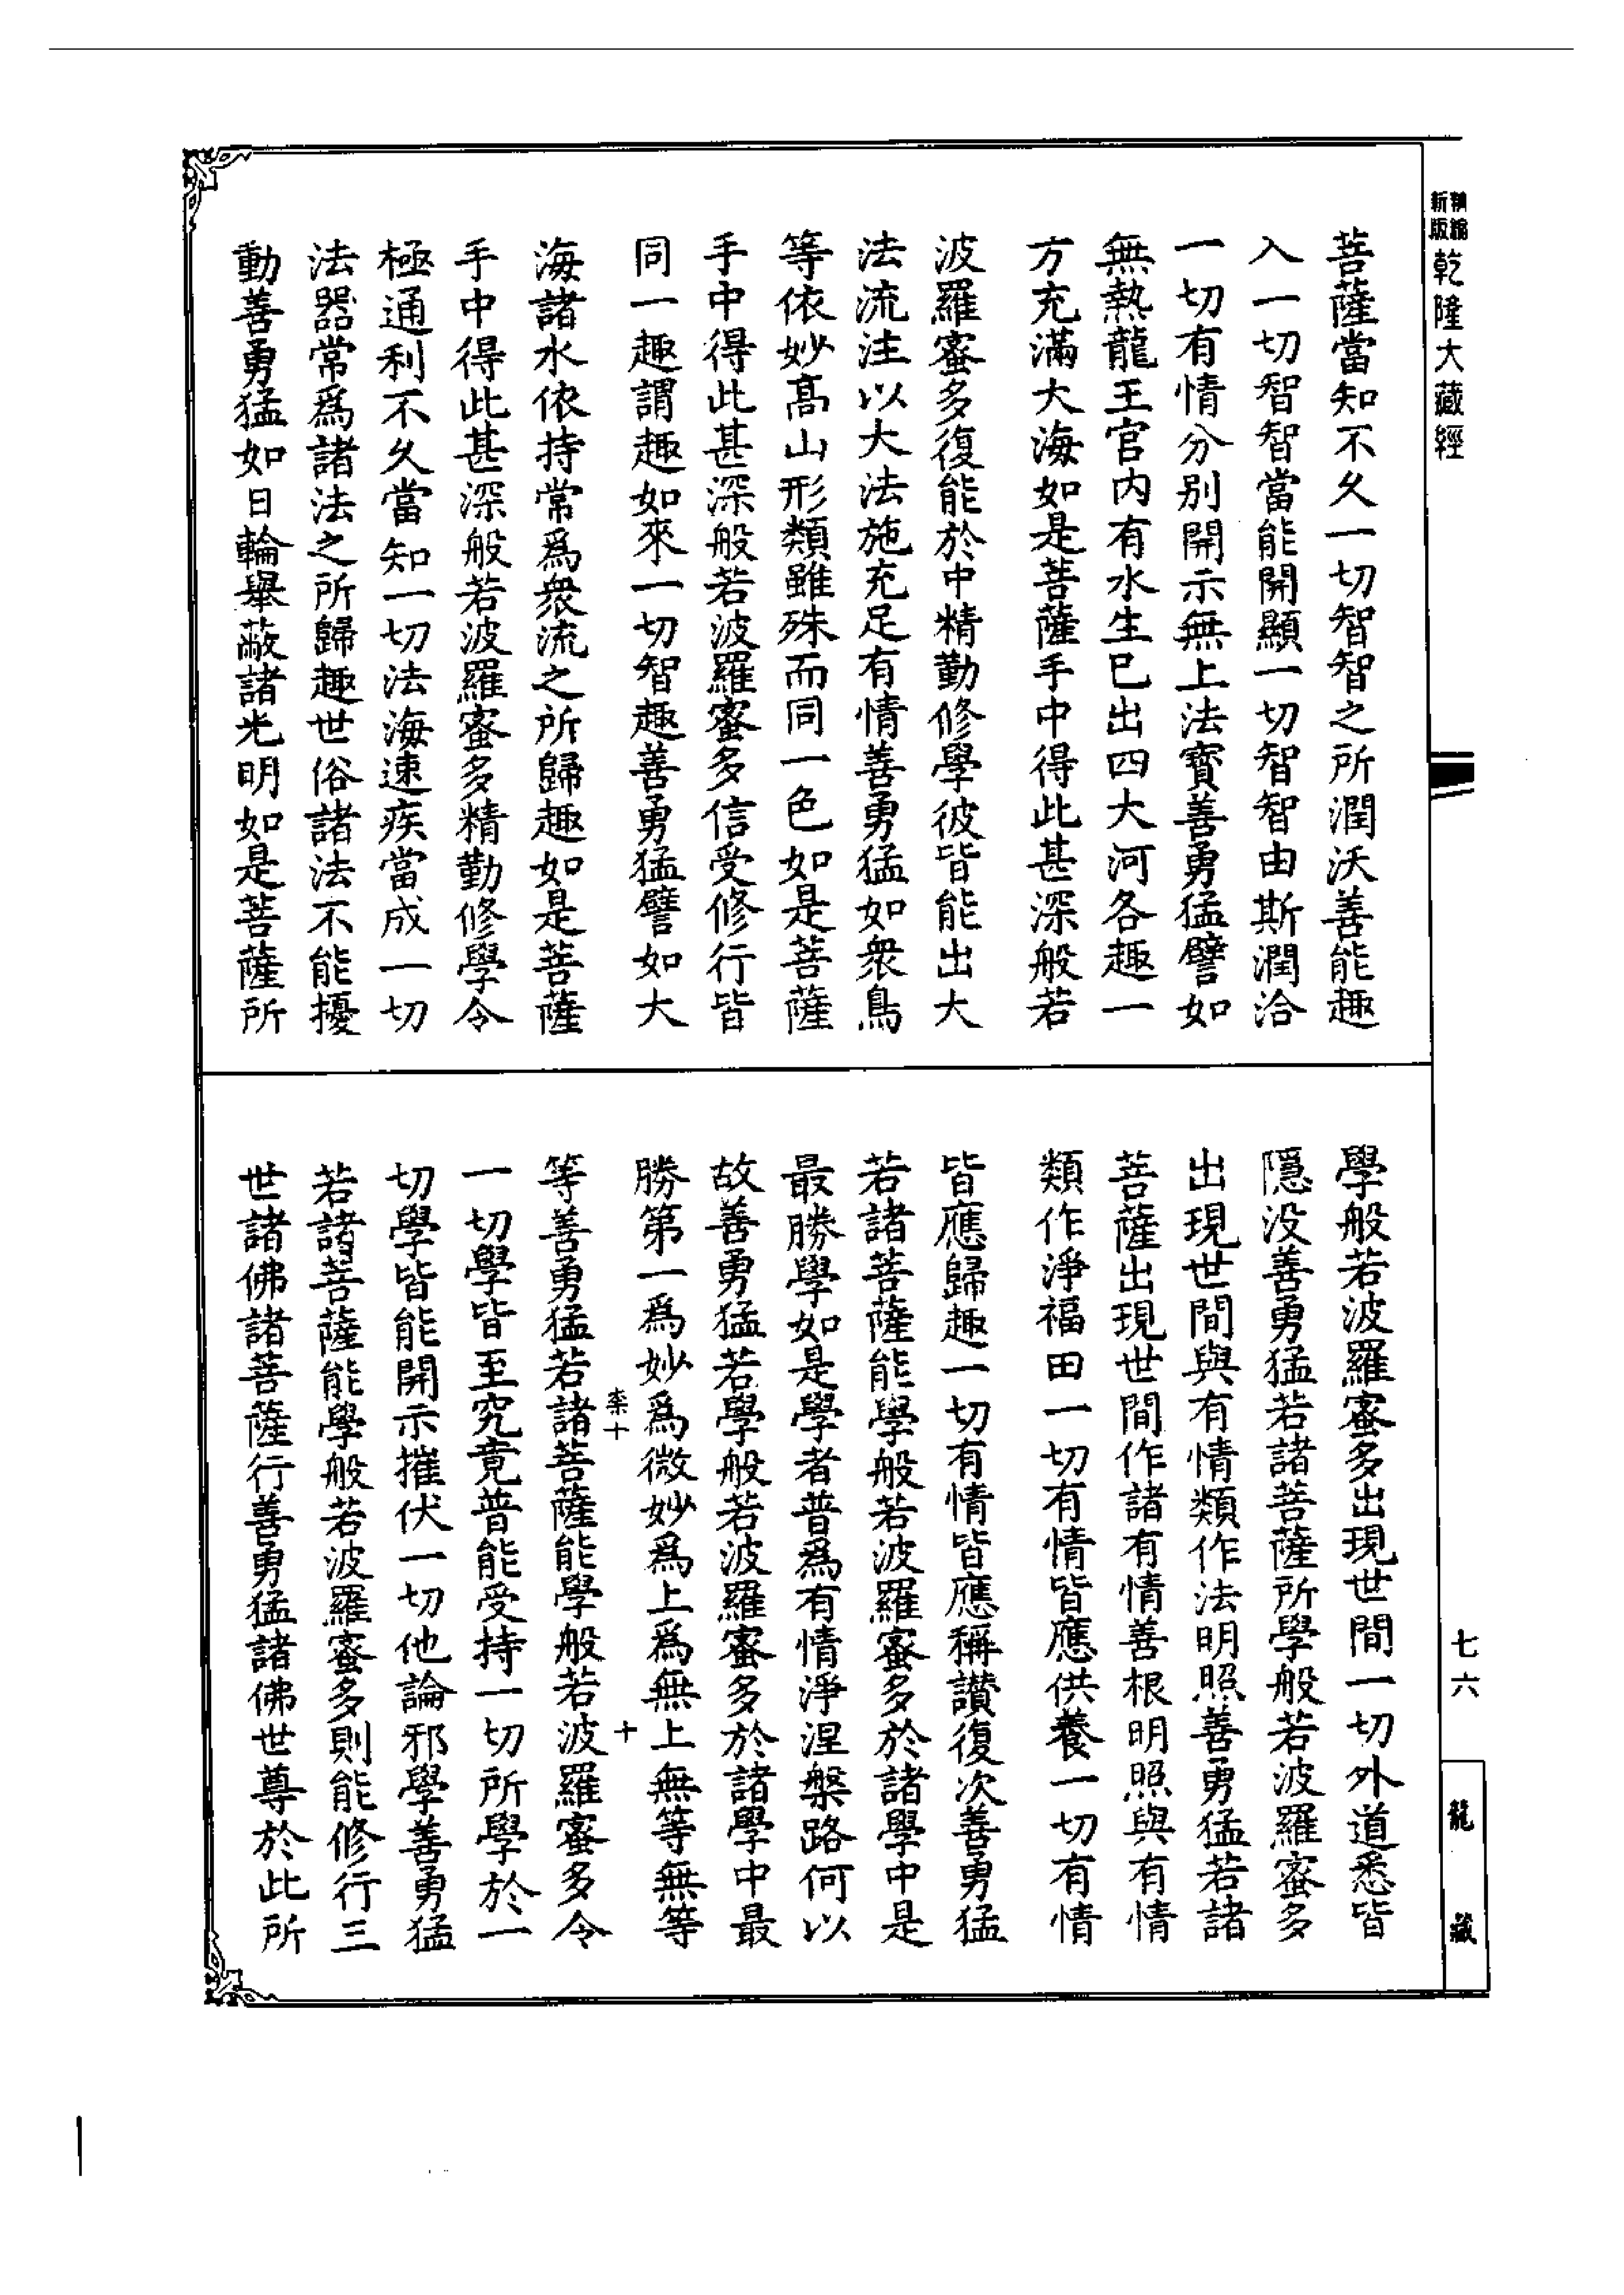 精編新版乾隆大藏經
菩薩當知不久一切智智之所潤沃善能趣
入一切智智當能開顯一切智智由斯潤洽
一切有情分別開示無上法寶善勇猛譬如
無熱龍王宮內有水生已出四大河各趣一
方充滿大海如是菩薩手中得此甚深般若
波羅蜜多復能於中精勤修學彼皆能出大
法流注以大法施充足有情善勇猛如衆鳥
等依妙高山形類雖殊而同一色如是菩薩
手中得此甚深般若波羅蜜多信受修行皆
同一趣謂趣如來一切智趣善勇猛譬如大
海諸水依持常爲衆流之所歸趣如是菩薩
手中得此甚深般若波羅蜜多精勤修學令
極通利不久當知一切法海速疾當成一切
法器常爲諸法之所歸趣世俗諸法不能擾
動善勇猛如日輪舉蔽諸光明如是菩薩所
學般若波羅蜜多出現世間一切外道悉皆
隱沒善勇猛若諸菩薩所學般若波羅蜜多
出現世間與有情類作法明照善勇猛若諸
菩薩出現世間作諸有情善根明照與有情
類作淨福田一切有情皆應供養一切有情
皆應歸趣一切有情皆應稱讃復次善勇猛
若諸菩薩能學般若波羅蜜多於諸學中是
最勝學如是學者普爲有情淨涅槃路何以
故善勇猛若學般若波羅蜜多於諸學中最
勝第一爲妙爲微妙爲上爲無上無等無等
柰十
十
等善勇猛若諸菩薩能學般若波羅蜜多令
一切學皆至究竟普能受持一切所學於一
切學皆能開示摧伏一切他論邪學善勇猛
若諸菩薩能學般若波羅蜜多則能修行三
世諸佛諸菩薩行善勇猛諸佛世尊於此所
七六
龍藏